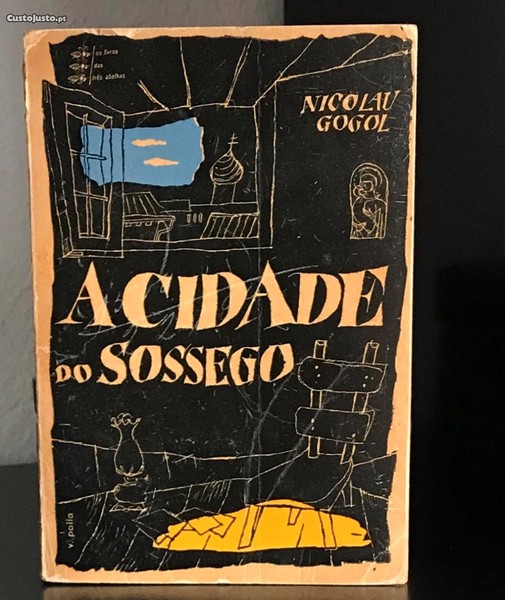 CustoJusto.pt
os livros
das
três abelhas
NICOLAU
GOGOL
A CIDADE
DO SOSSEGO
v. palla